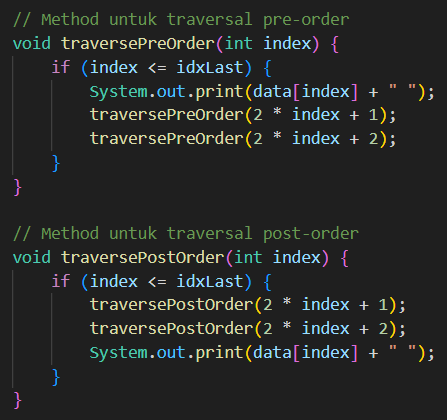 // Method untuk traversal pre-order
void traversePreOrder(int index) {
    if (index <= idxLast) {
        System.out.print(data[index] + " ");
        traversePreOrder(2 * index + 1);
        traversePreOrder(2 * index + 2);
    }
}

// Method untuk traversal post-order
void traversePostOrder(int index) {
    if (index <= idxLast) {
        traversePostOrder(2 * index + 1);
        traversePostOrder(2 * index + 2);
        System.out.print(data[index] + " ");
    }
}